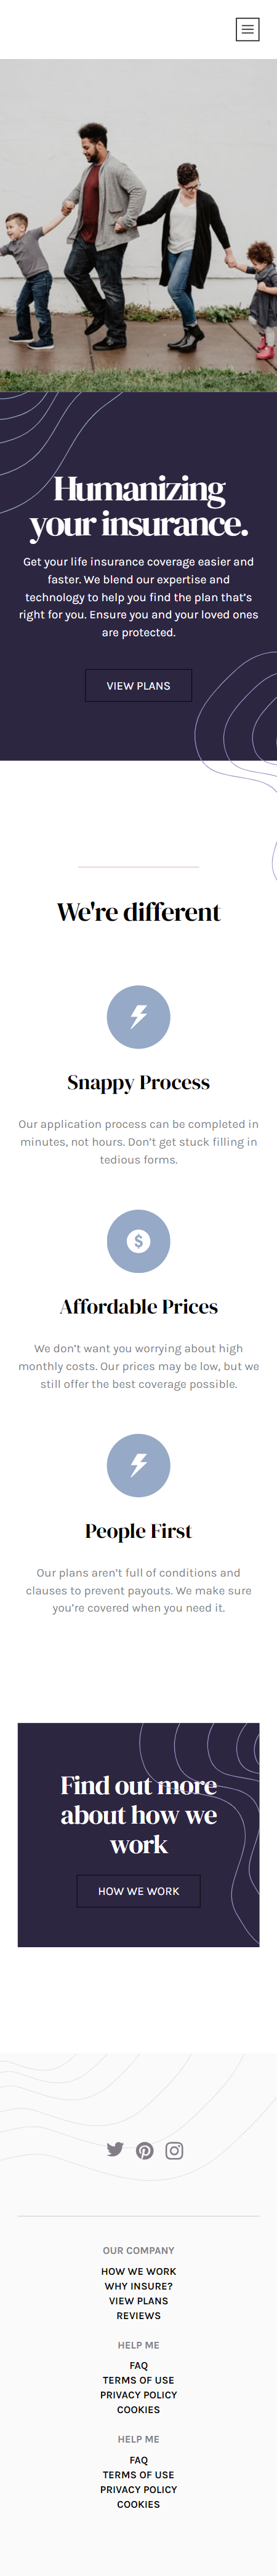 Humanizing
your insurance.
Get your life insurance coverage easier and
faster. We blend our expertise and
technology to help you find the plan that’s
right for you. Ensure you and your loved ones
are protected.
VIEW PLANS
We're different
Snappy Process
Our application process can be completed in
minutes, not hours. Don’t get stuck filling in
tedious forms.
$
Affordable Prices
We don’t want you worrying about high
monthly costs. Our prices may be low, but we
still offer the best coverage possible.
People First
Our plans aren’t full of conditions and
clauses to prevent payouts. We make sure
you’re covered when you need it.
Find out more
about how we
work
HOW WE WORK
OUR COMPANY
HOW WE WORK
WHY INSURE?
VIEW PLANS
REVIEWS
HELP ME
FAQ
TERMS OF USE
PRIVACY POLICY
COOKIES
HELP ME
FAQ
TERMS OF USE
PRIVACY POLICY
COOKIES